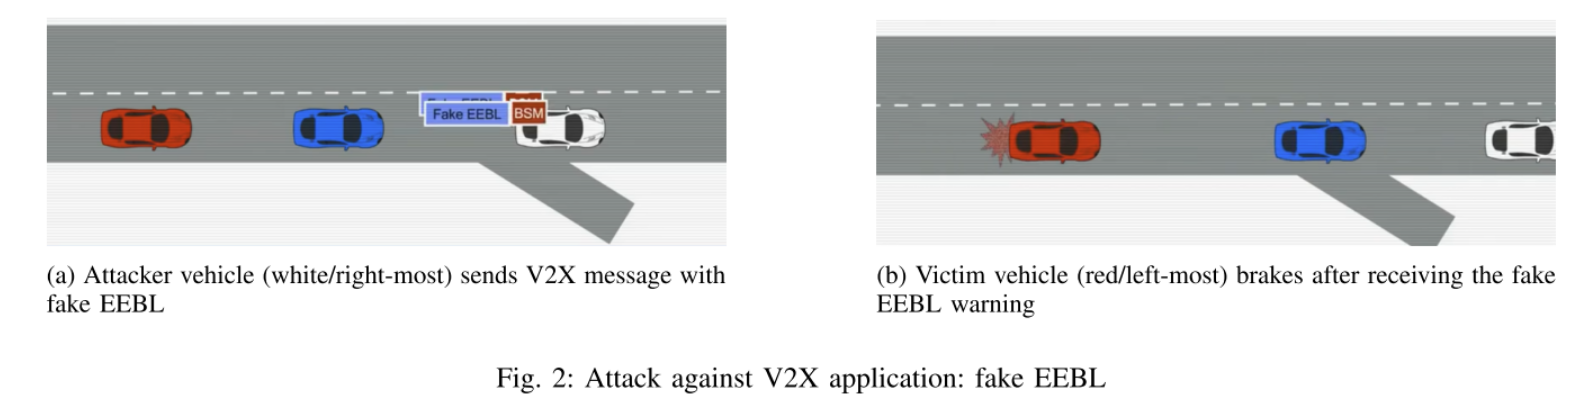 Fake EEBL BSM
(a) Attacker vehicle (white/right-most) sends V2X message with
fake EEBL
(b) Victim vehicle (red/left-most) brakes after receiving the fake
EEBL warning
Fig. 2: Attack against V2X application: fake EEBL